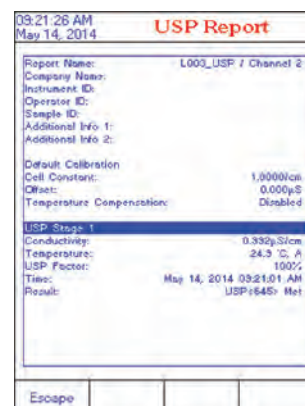 09:21:26 AM
May 14, 2014
USP Report
Report Name: L003_USP / Channel 2
Company Name:
Instrument ID:
Operator ID:
Sample ID:
Additional Info 1:
Additional Info 2:
Default Calibration
Cell Constant: 1.0000/cm
Offset: 0.000µS
Temperature Compensation: Disabled
USP Stage 1
Conductivity: 0.332µS/cm
Temperature: 24.3 °C, A
USP Factor: 100%
Time: May 14, 2014 09:21:01 AM
Result: USP<645> Met
Escape